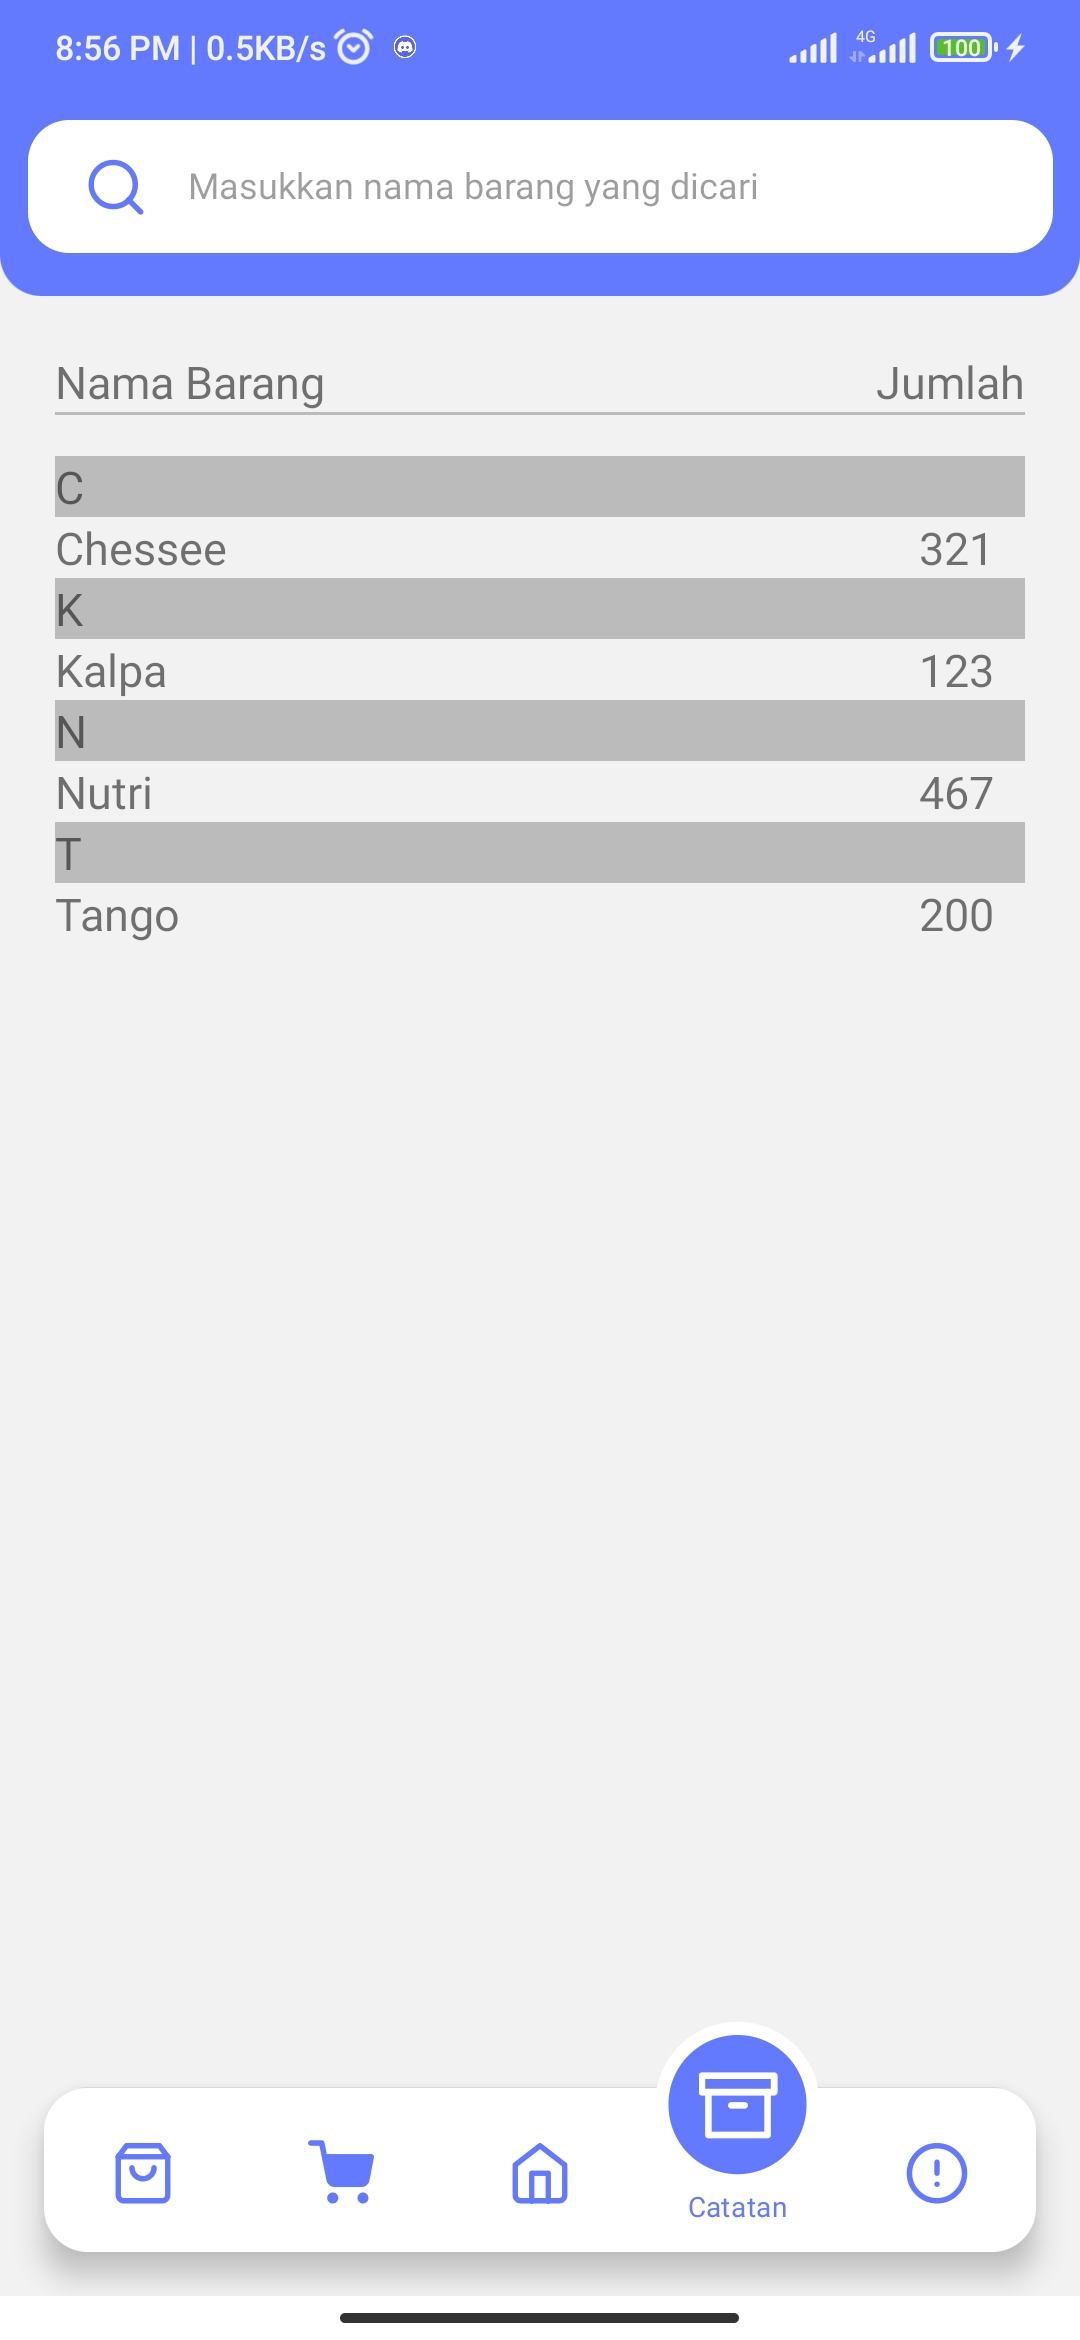 8:56 PM | 0.5KB/s 4G 100
Masukkan nama barang yang dicari
Nama Barang Jumlah
C
Chessee 321
K
Kalpa 123
N
Nutri 467
T
Tango 200
Catatan